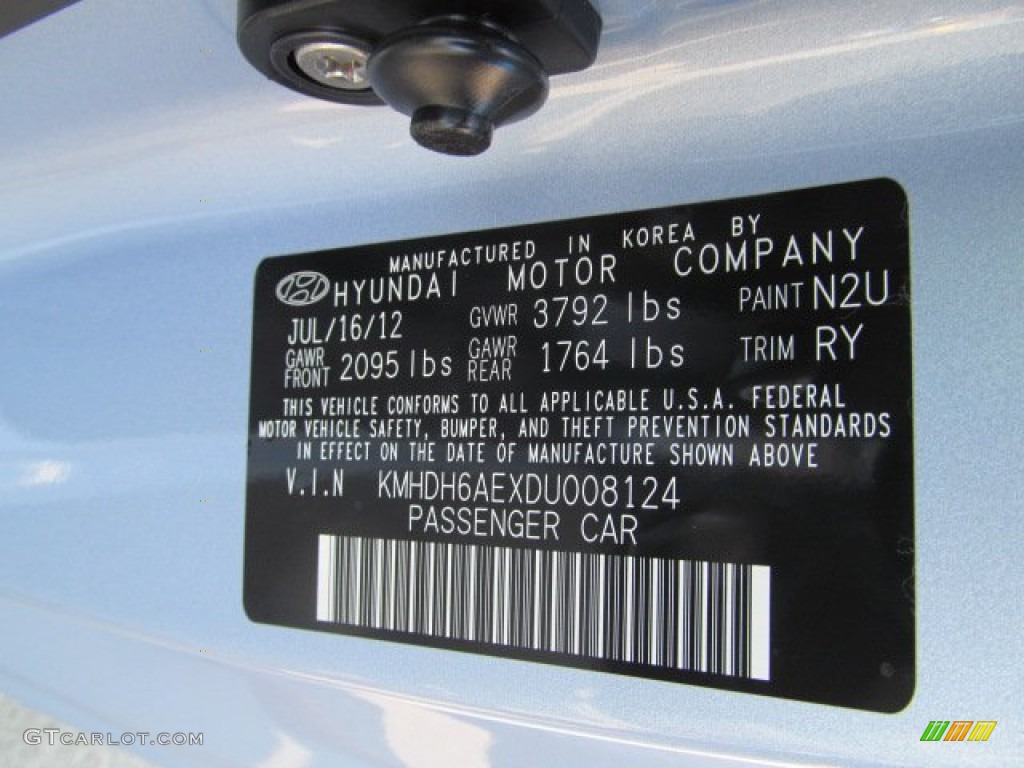 MANUFACTURED IN KOREA BY
HYUNDAI MOTOR COMPANY
JUL/16/12 GVWR 3792 lbs PAINT N2U
GAWR FRONT 2095 lbs GAWR REAR 1764 lbs TRIM RY
THIS VEHICLE CONFORMS TO ALL APPLICABLE U.S.A. FEDERAL
MOTOR VEHICLE SAFETY, BUMPER, AND THEFT PREVENTION STANDARDS
IN EFFECT ON THE DATE OF MANUFACTURE SHOWN ABOVE
V.I.N KMHDH6AEXDU008124
PASSENGER CAR
GTCARLOT.COM